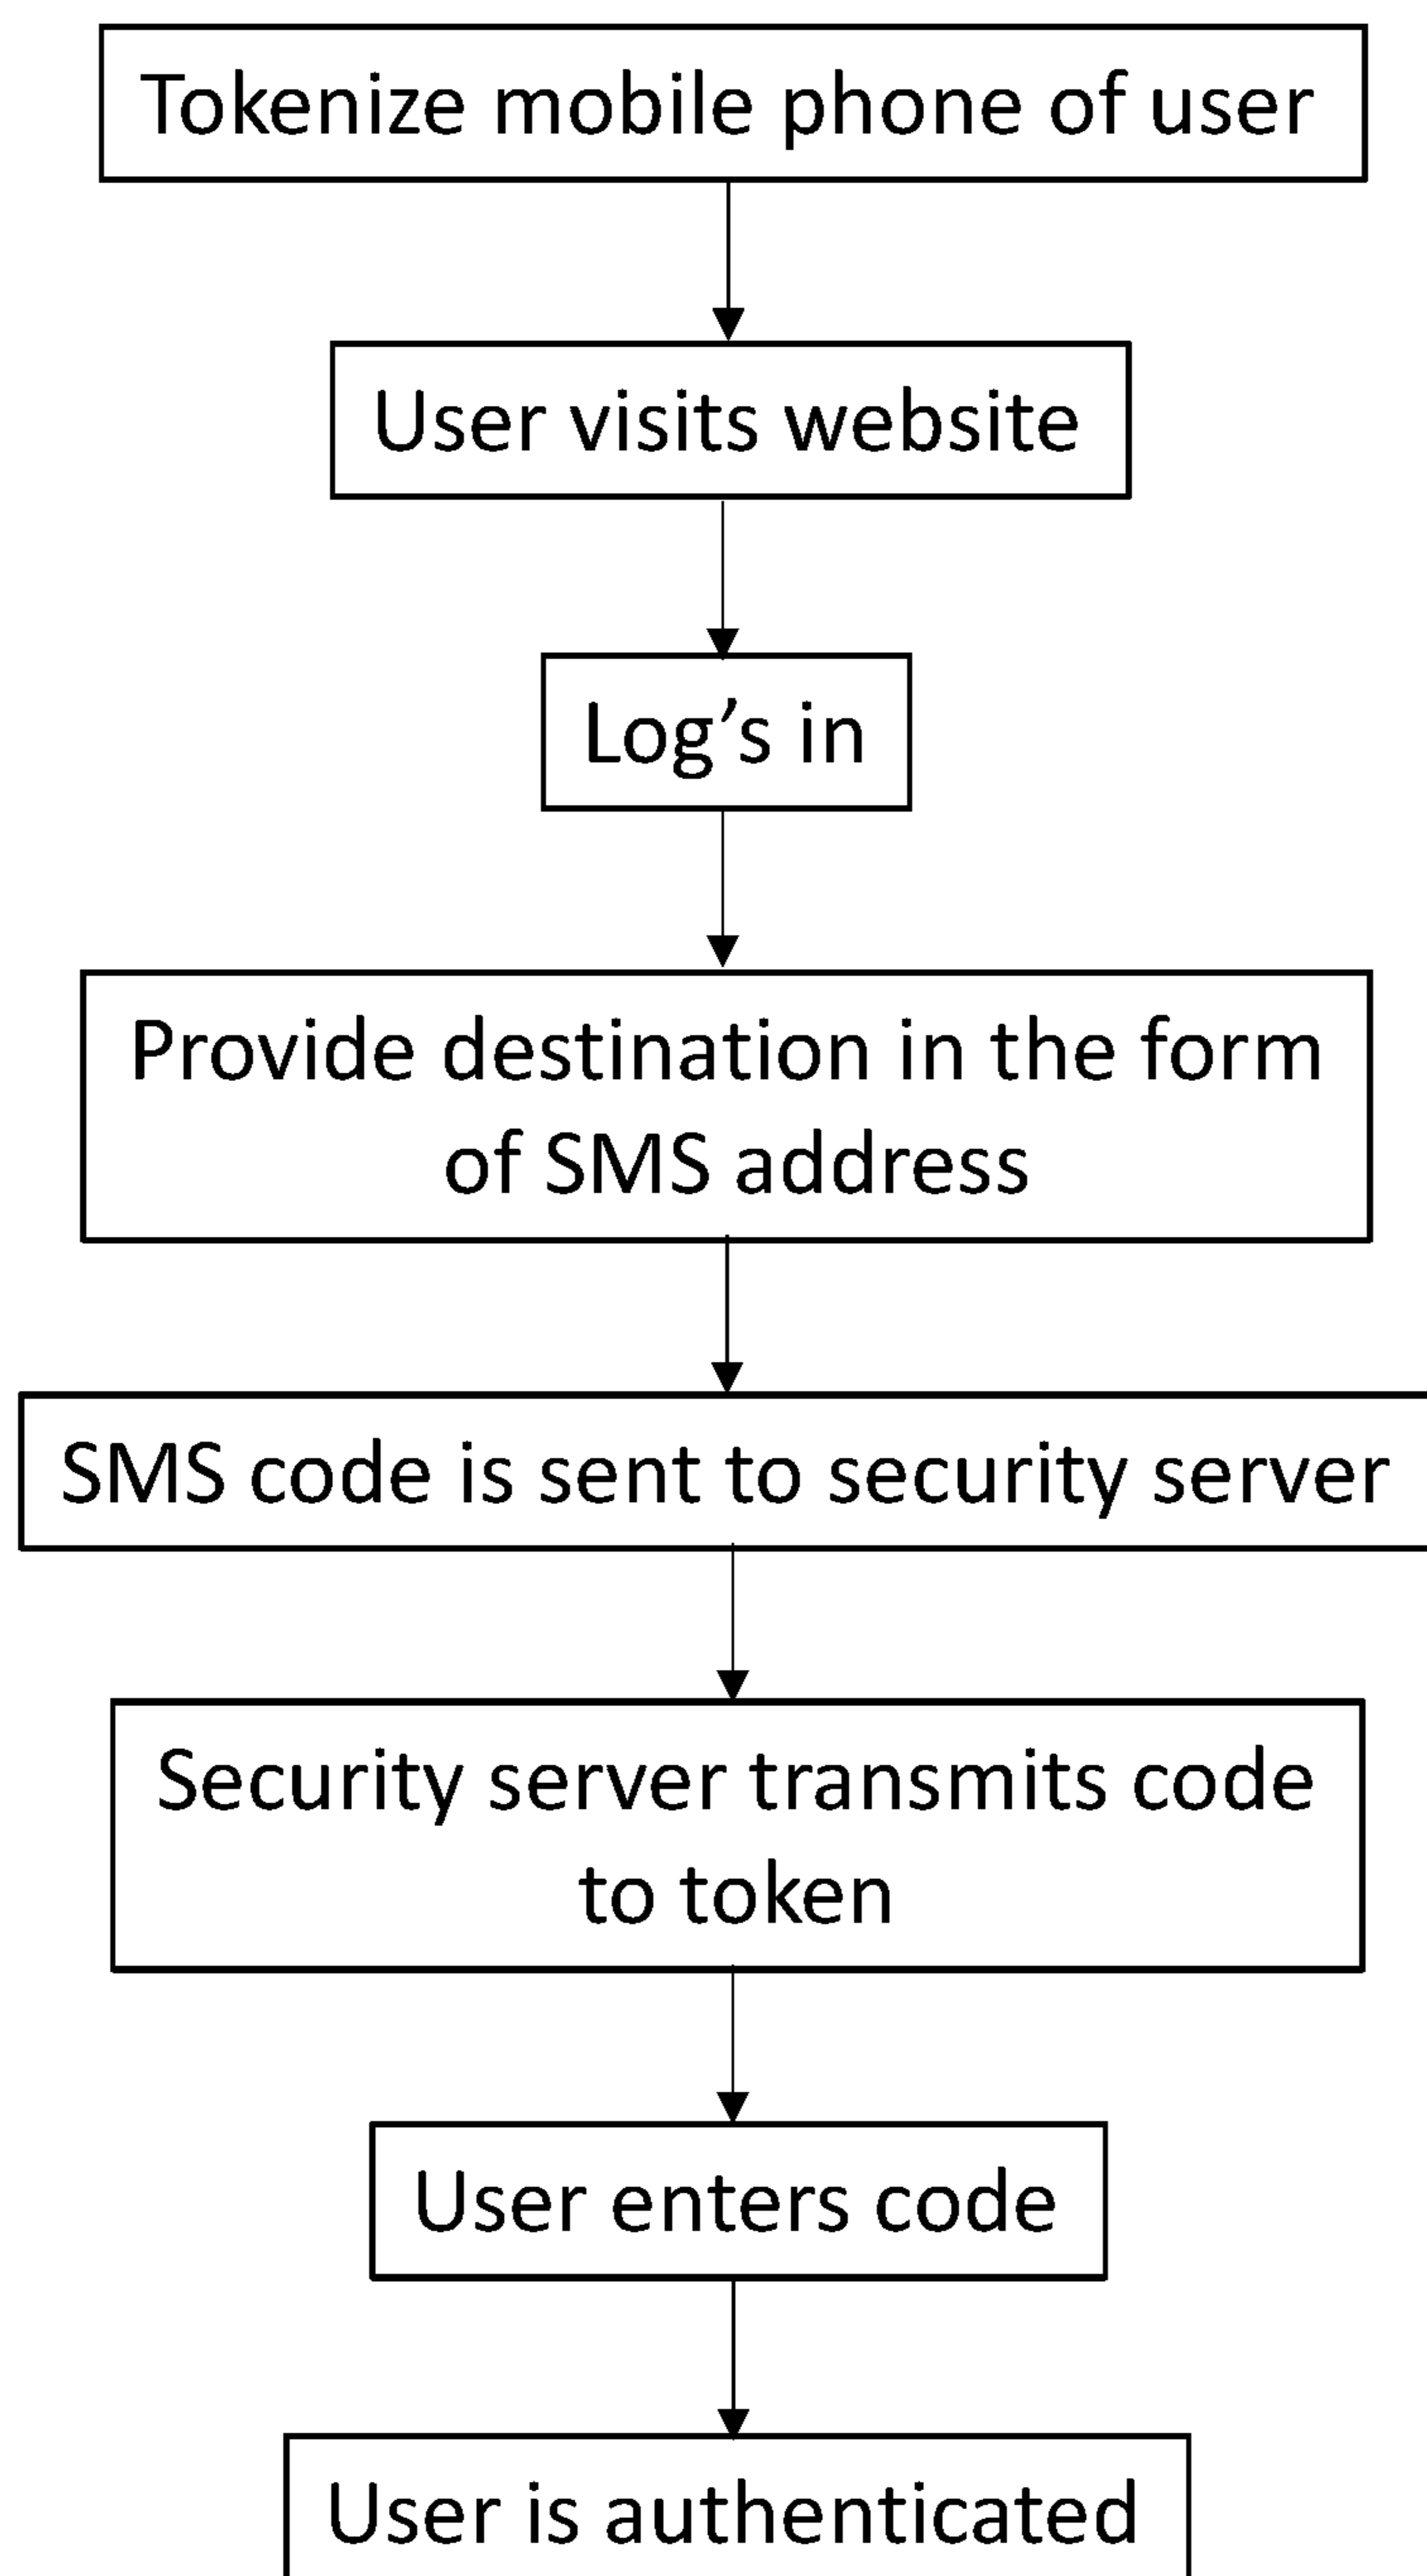 Tokenize mobile phone of user
User visits website
Log’s in
Provide destination in the form
of SMS address
SMS code is sent to security server
Security server transmits code
to token
User enters code
User is authenticated